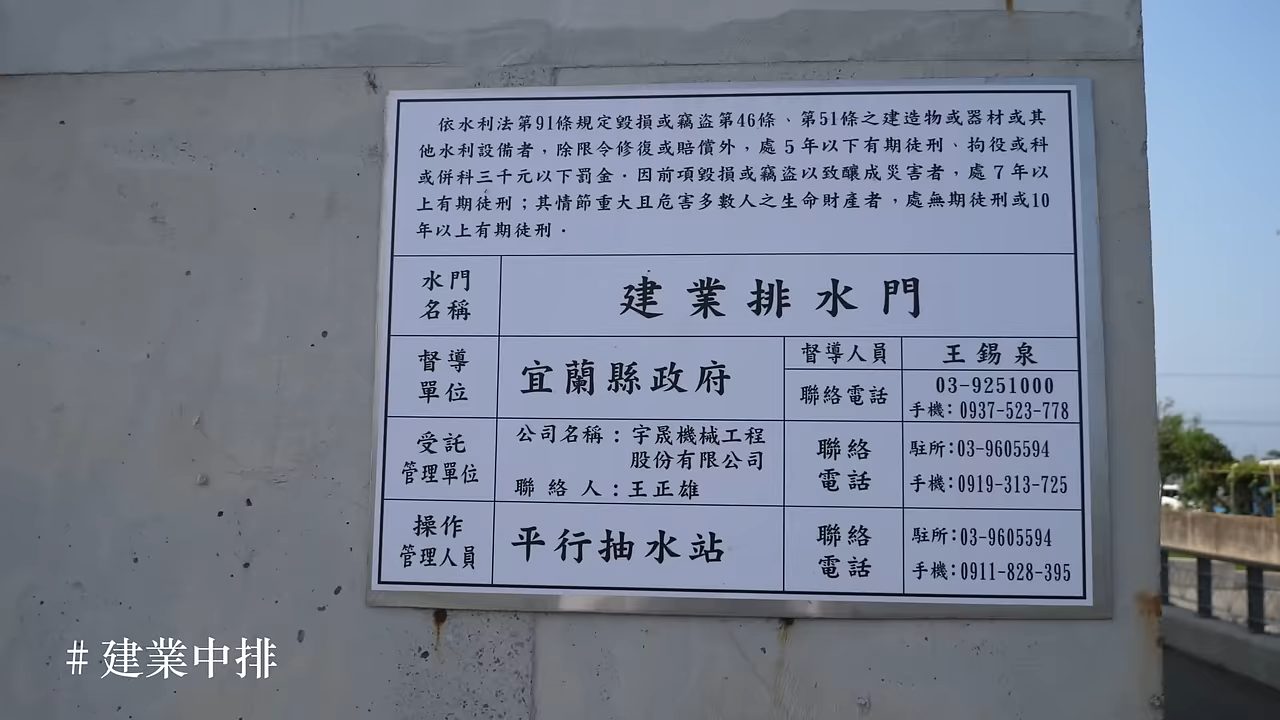 依水利法第91條規定毀損或竊盜第46條、第51條之建造物或器材或其
他水利設備者，除限令修復或賠償外，處5年以下有期徒刑、拘役或科
或併科三千元以下罰金．因前項毀損或竊盜以致釀成災害者，處7年以
上有期徒刑；其情節重大且危害多數人之生命財產者，處無期徒刑或10
年以上有期徒刑．
水門
名稱
建業排水門
督導
單位
宜蘭縣政府
督導人員
王錫泉
聯絡電話
03-9251000
手機：0937-523-778
受託
管理單位
公司名稱：宇晟機械工程
股份有限公司
聯絡人：王正雄
聯絡
電話
駐所：03-9605594
手機：0919-313-725
操作
管理人員
平行抽水站
聯絡
電話
駐所：03-9605594
手機：0911-828-395
# 建業中排